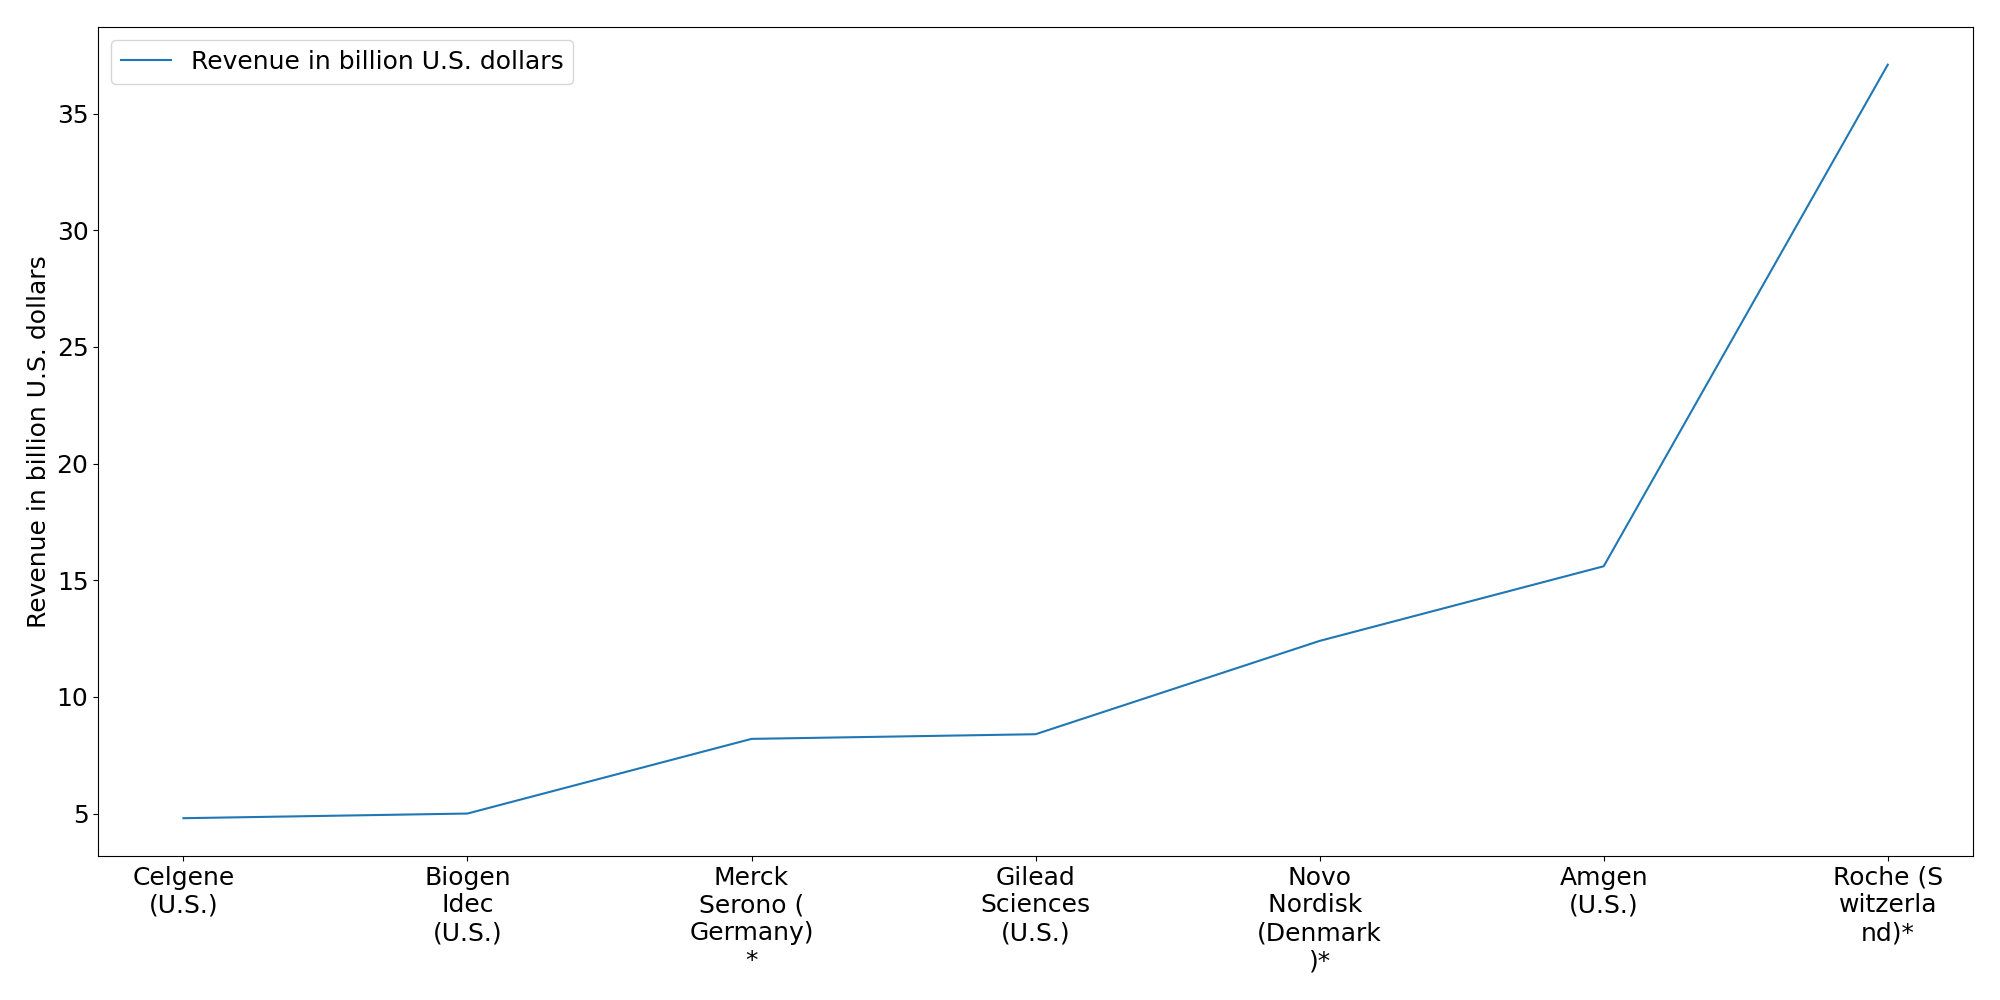 Revenue in billion U.S. dollars
Revenue in billion U.S. dollars
35
30
25
20
15
10
5
Celgene
(U.S.)
Biogen
Idec
(U.S.)
Merck
Serono (
Germany)
*
Gilead
Sciences
(U.S.)
Novo
Nordisk
(Denmark
)*
Amgen
(U.S.)
Roche (S
witzerla
nd)*